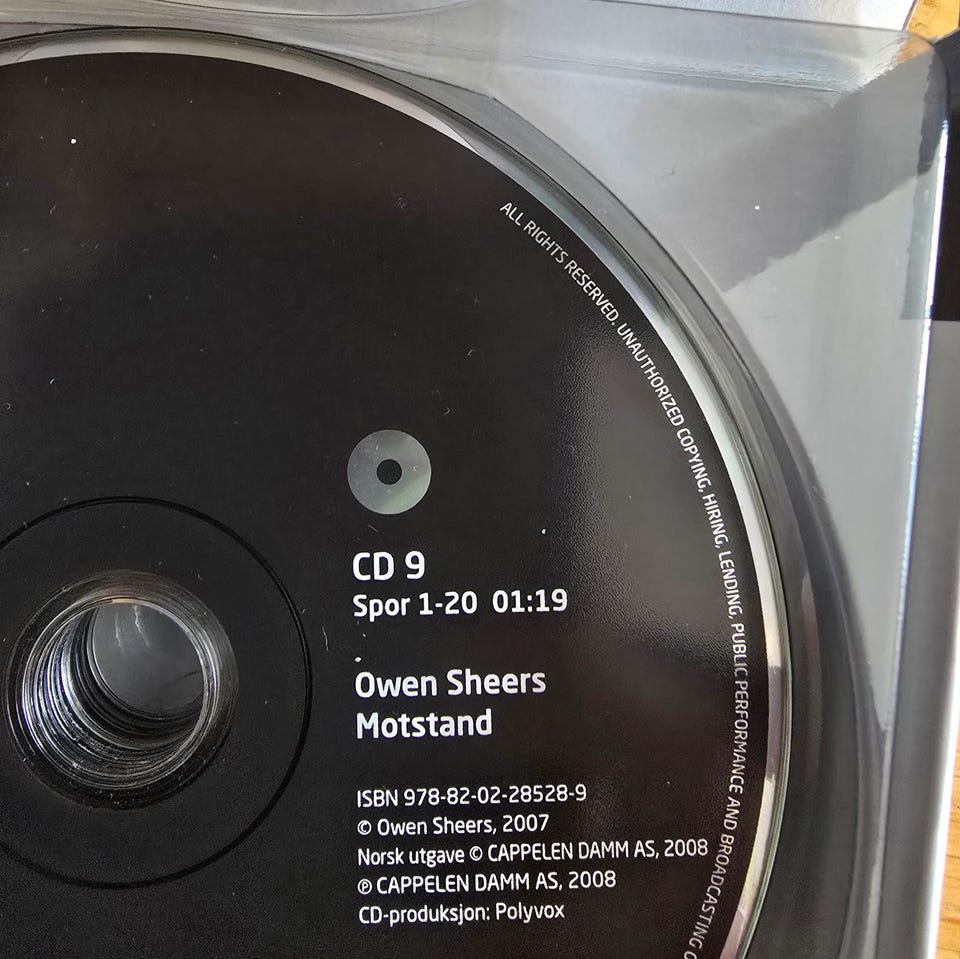 ALL RIGHTS RESERVED. UNAUTHORIZED COPYING, HIRING, LENDING, PUBLIC PERFORMANCE AND BROADCASTING
CD 9
Spor 1-20 01:19
Owen Sheers
Motstand
ISBN 978-82-02-28528-9
© Owen Sheers, 2007
Norsk utgave © CAPPELEN DAMM AS, 2008
℗ CAPPELEN DAMM AS, 2008
CD-produksjon: Polyvox